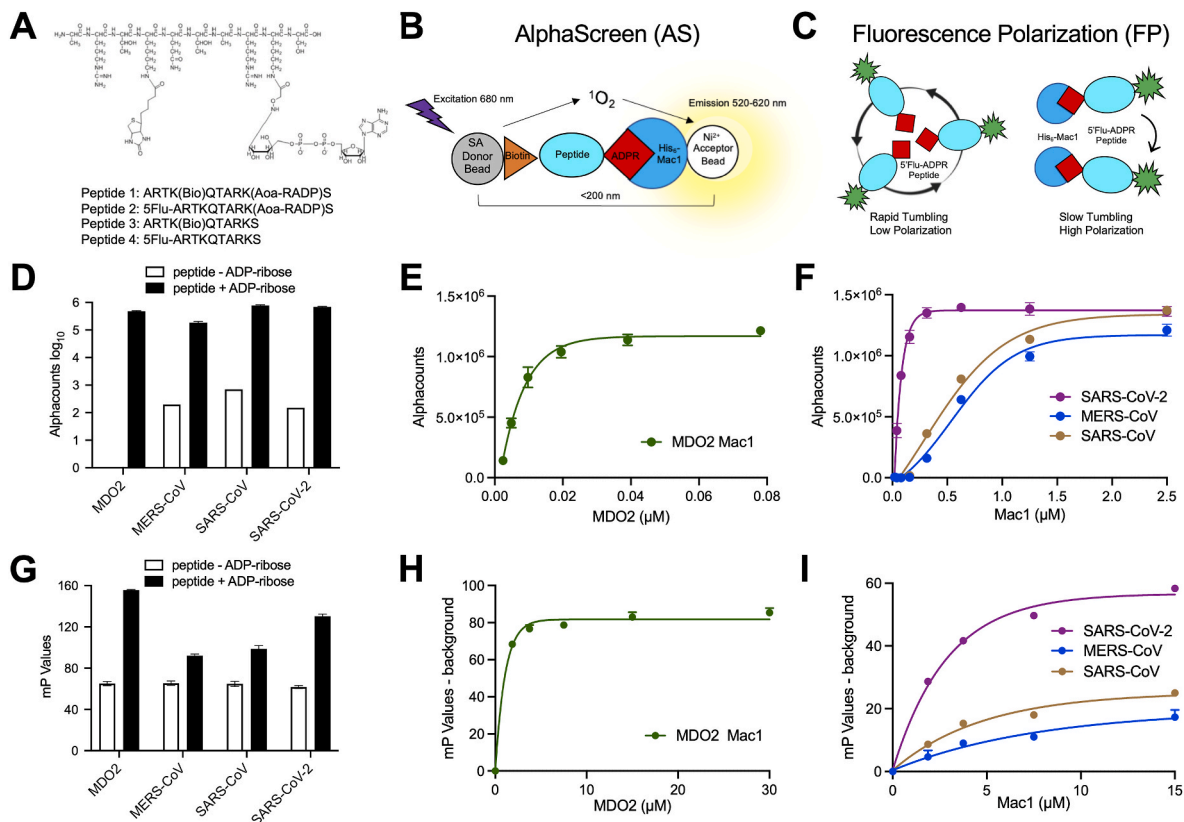 A
H₂N
OH
CH₃
NH
C=NH
NH₂
C=O
HN
O
Peptide 1: ARTK(Bio)QTARK(Aoa-RADP)S
Peptide 2: 5Flu-ARTKQTARK(Aoa-RADP)S
Peptide 3: ARTK(Bio)QTARKS
Peptide 4: 5Flu-ARTKQTARKS
B
AlphaScreen (AS)
Excitation 680 nm
¹O₂
Emission 520-620 nm
SA
Donor
Bead
Biotin
Peptide
ADPR
His₆-
Mac1
Ni²⁺
Acceptor
Bead
<200 nm
C
Fluorescence Polarization (FP)
5'Flu-ADPR
Peptide
Rapid Tumbling
Low Polarization
His₆-Mac1
5'Flu-ADPR
Peptide
Slow Tumbling
High Polarization
D
peptide - ADP-ribose
peptide + ADP-ribose
Alphacounts log₁₀
6
5
4
3
2
1
0
MDO2
MERS-CoV
SARS-CoV
SARS-CoV-2
E
Alphacounts
1.5×10⁶
1.0×10⁶
5.0×10⁵
0.0
0.00
0.02
0.04
0.06
0.08
MDO2 Mac1
MDO2 (µM)
F
Alphacounts
1.5×10⁶
1.0×10⁶
5.0×10⁵
0.0
0.0
0.5
1.0
1.5
2.0
2.5
SARS-CoV-2
MERS-CoV
SARS-CoV
Mac1 (µM)
G
peptide - ADP-ribose
peptide + ADP-ribose
mP Values
160
120
80
40
0
MDO2
MERS-CoV
SARS-CoV
SARS-CoV-2
H
mP Values - background
100
80
60
40
20
0
0
10
20
30
MDO2 Mac1
MDO2 (µM)
I
mP Values - background
60
40
20
0
0
5
10
15
SARS-CoV-2
MERS-CoV
SARS-CoV
Mac1 (µM)